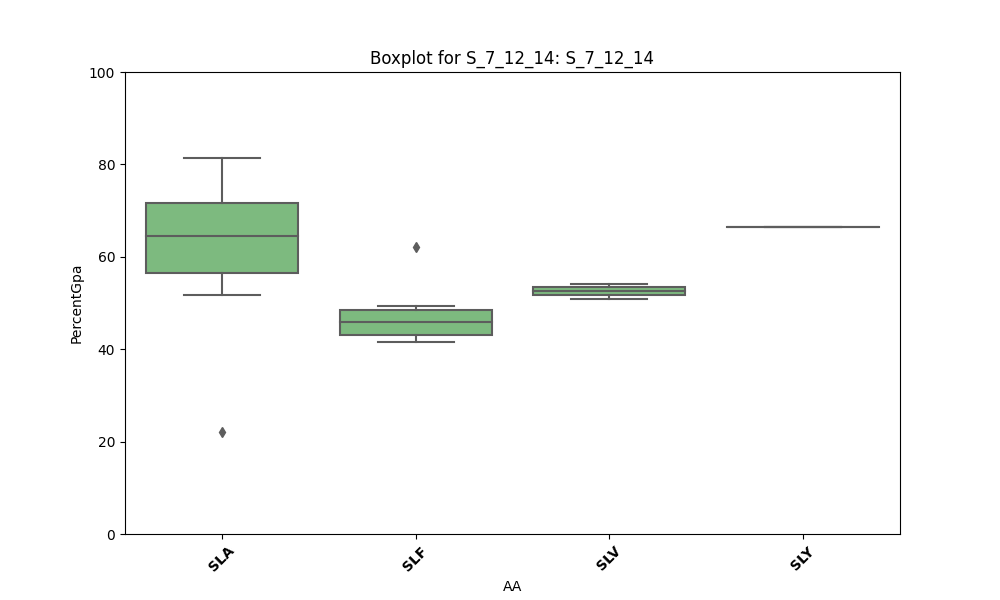 Boxplot for S_7_12_14: S_7_12_14
100
80
60
40
20
0
PercentGpa
SLA
SLF
SLV
SLY
AA